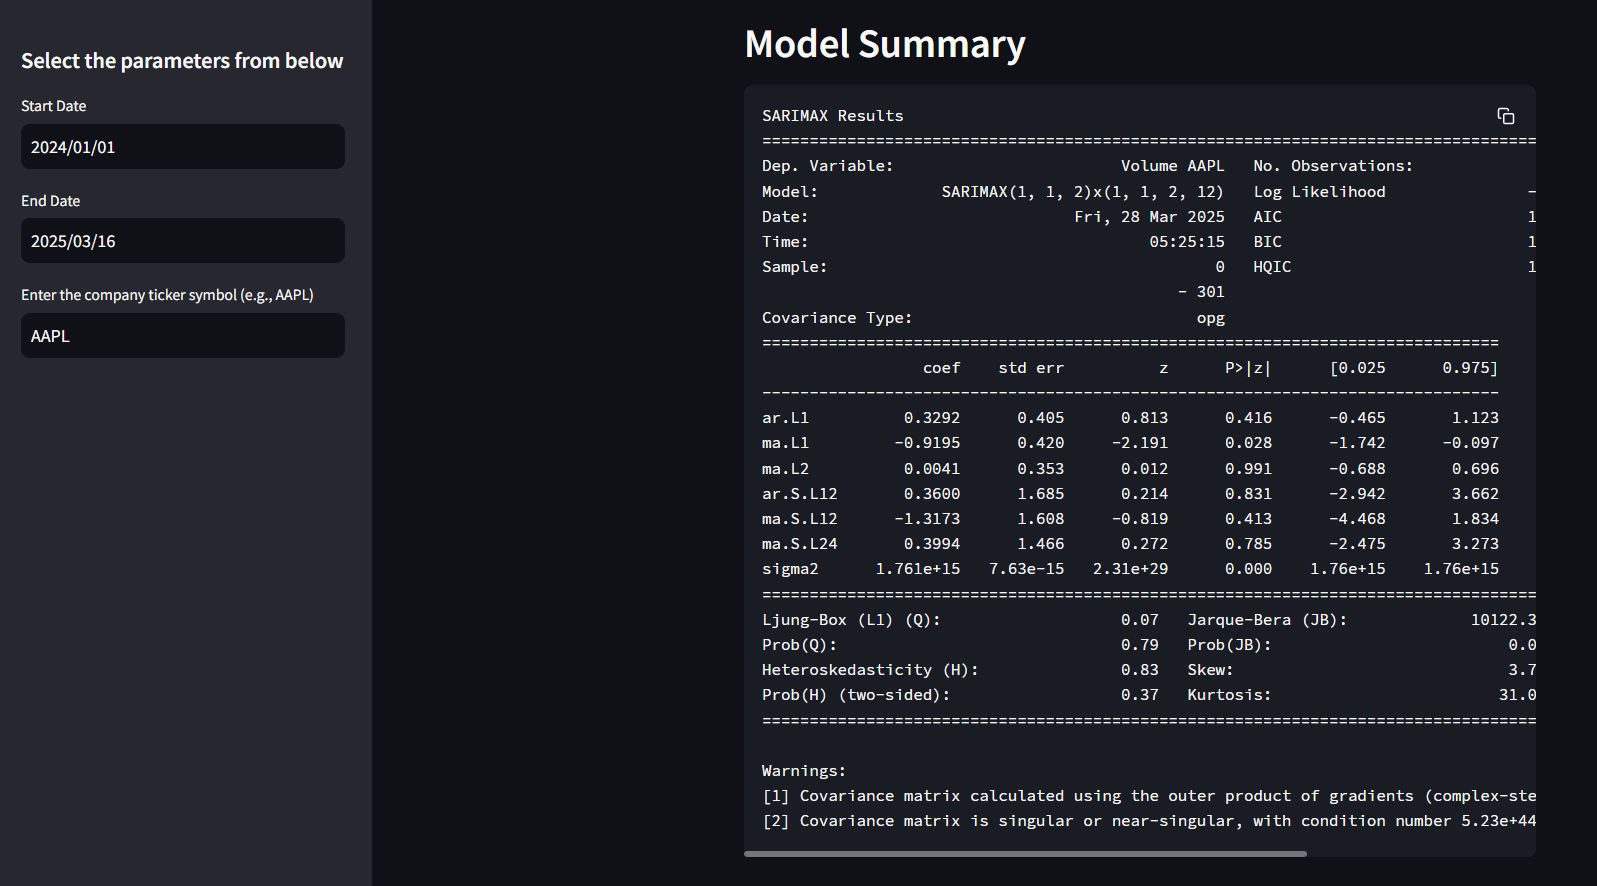 Select the parameters from below
Start Date
2024/01/01
End Date
2025/03/16
Enter the company ticker symbol (e.g., AAPL)
AAPL
Model Summary
SARIMAX Results
==================================================================================
Dep. Variable: Volume AAPL No. Observations:
Model: SARIMAX(1, 1, 2)x(1, 1, 2, 12) Log Likelihood -
Date: Fri, 28 Mar 2025 AIC 1
Time: 05:25:15 BIC 1
Sample: 0 HQIC 1
- 301
Covariance Type: opg
==============================================================================
coef std err z P>|z| [0.025 0.975]
------------------------------------------------------------------------------
ar.L1 0.3292 0.405 0.813 0.416 -0.465 1.123
ma.L1 -0.9195 0.420 -2.191 0.028 -1.742 -0.097
ma.L2 0.0041 0.353 0.012 0.991 -0.688 0.696
ar.S.L12 0.3600 1.685 0.214 0.831 -2.942 3.662
ma.S.L12 -1.3173 1.608 -0.819 0.413 -4.468 1.834
ma.S.L24 0.3994 1.466 0.272 0.785 -2.475 3.273
sigma2 1.761e+15 7.63e-15 2.31e+29 0.000 1.76e+15 1.76e+15
==================================================================================
Ljung-Box (L1) (Q): 0.07 Jarque-Bera (JB): 10122.3
Prob(Q): 0.79 Prob(JB): 0.0
Heteroskedasticity (H): 0.83 Skew: 3.7
Prob(H) (two-sided): 0.37 Kurtosis: 31.0
==================================================================================
Warnings:
[1] Covariance matrix calculated using the outer product of gradients (complex-ste
[2] Covariance matrix is singular or near-singular, with condition number 5.23e+44